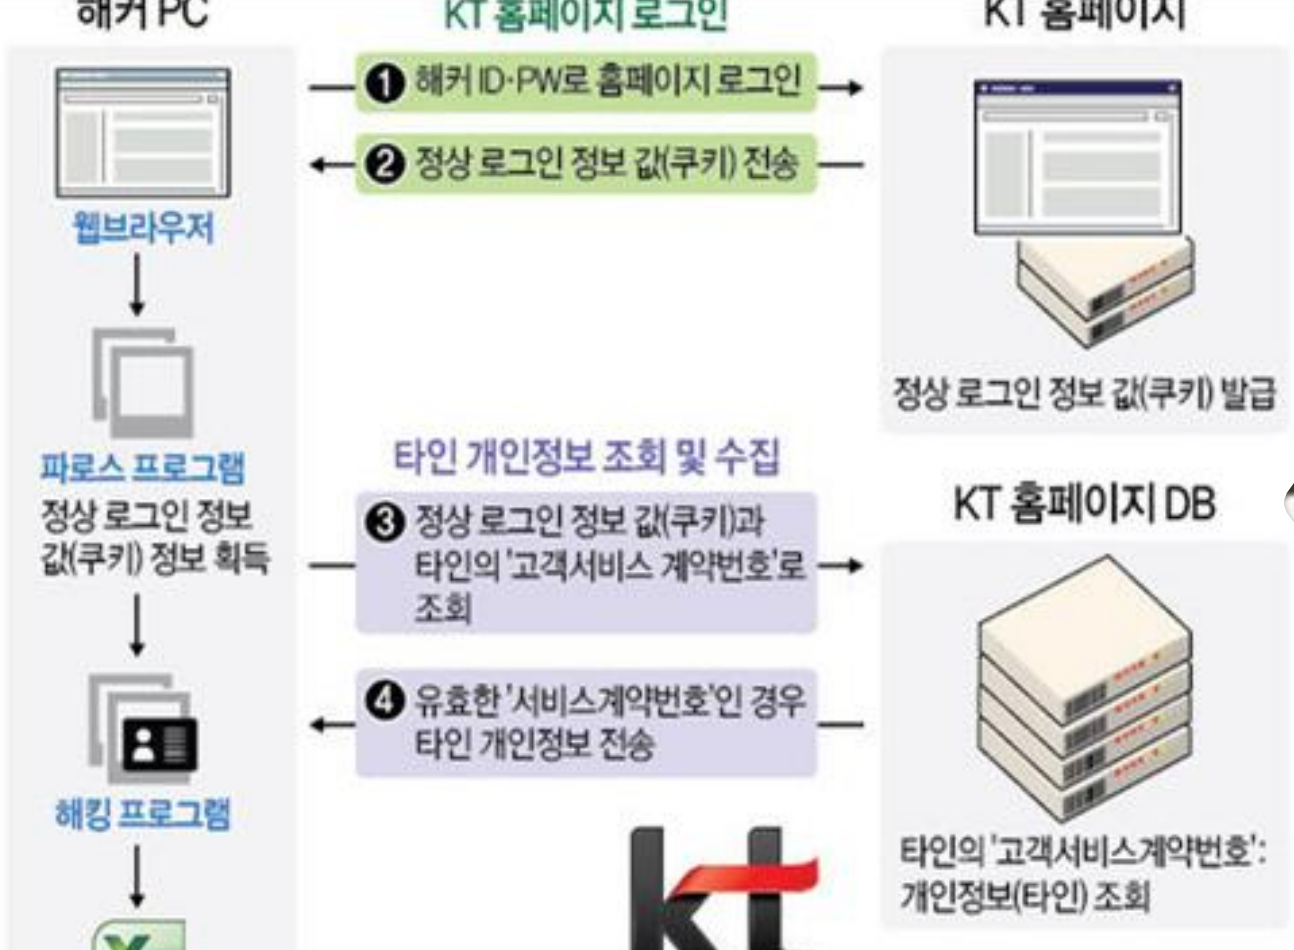 해커 PC
KT 홈페이지 로그인
KT 홈페이지
❶ 해커 ID·PW로 홈페이지 로그인
❷ 정상 로그인 정보 값(쿠키) 전송
웹브라우저
정상 로그인 정보 값(쿠키) 발급
파로스 프로그램
정상 로그인 정보
값(쿠키) 정보 획득
타인 개인정보 조회 및 수집
❸ 정상 로그인 정보 값(쿠키)과
타인의 '고객서비스 계약번호'로
조회
KT 홈페이지 DB
❹ 유효한 '서비스계약번호'인 경우
타인 개인정보 전송
해킹 프로그램
타인의 '고객서비스계약번호':
개인정보(타인) 조회
kt
X